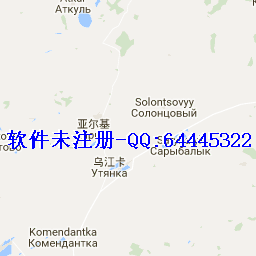 Аткуль
Solontsovyy
Солонцовый
亚尔基
软件未注册-QQ:64445322
Сарыбалык
乌江卡
Утянка
Komendantka
Комендантка